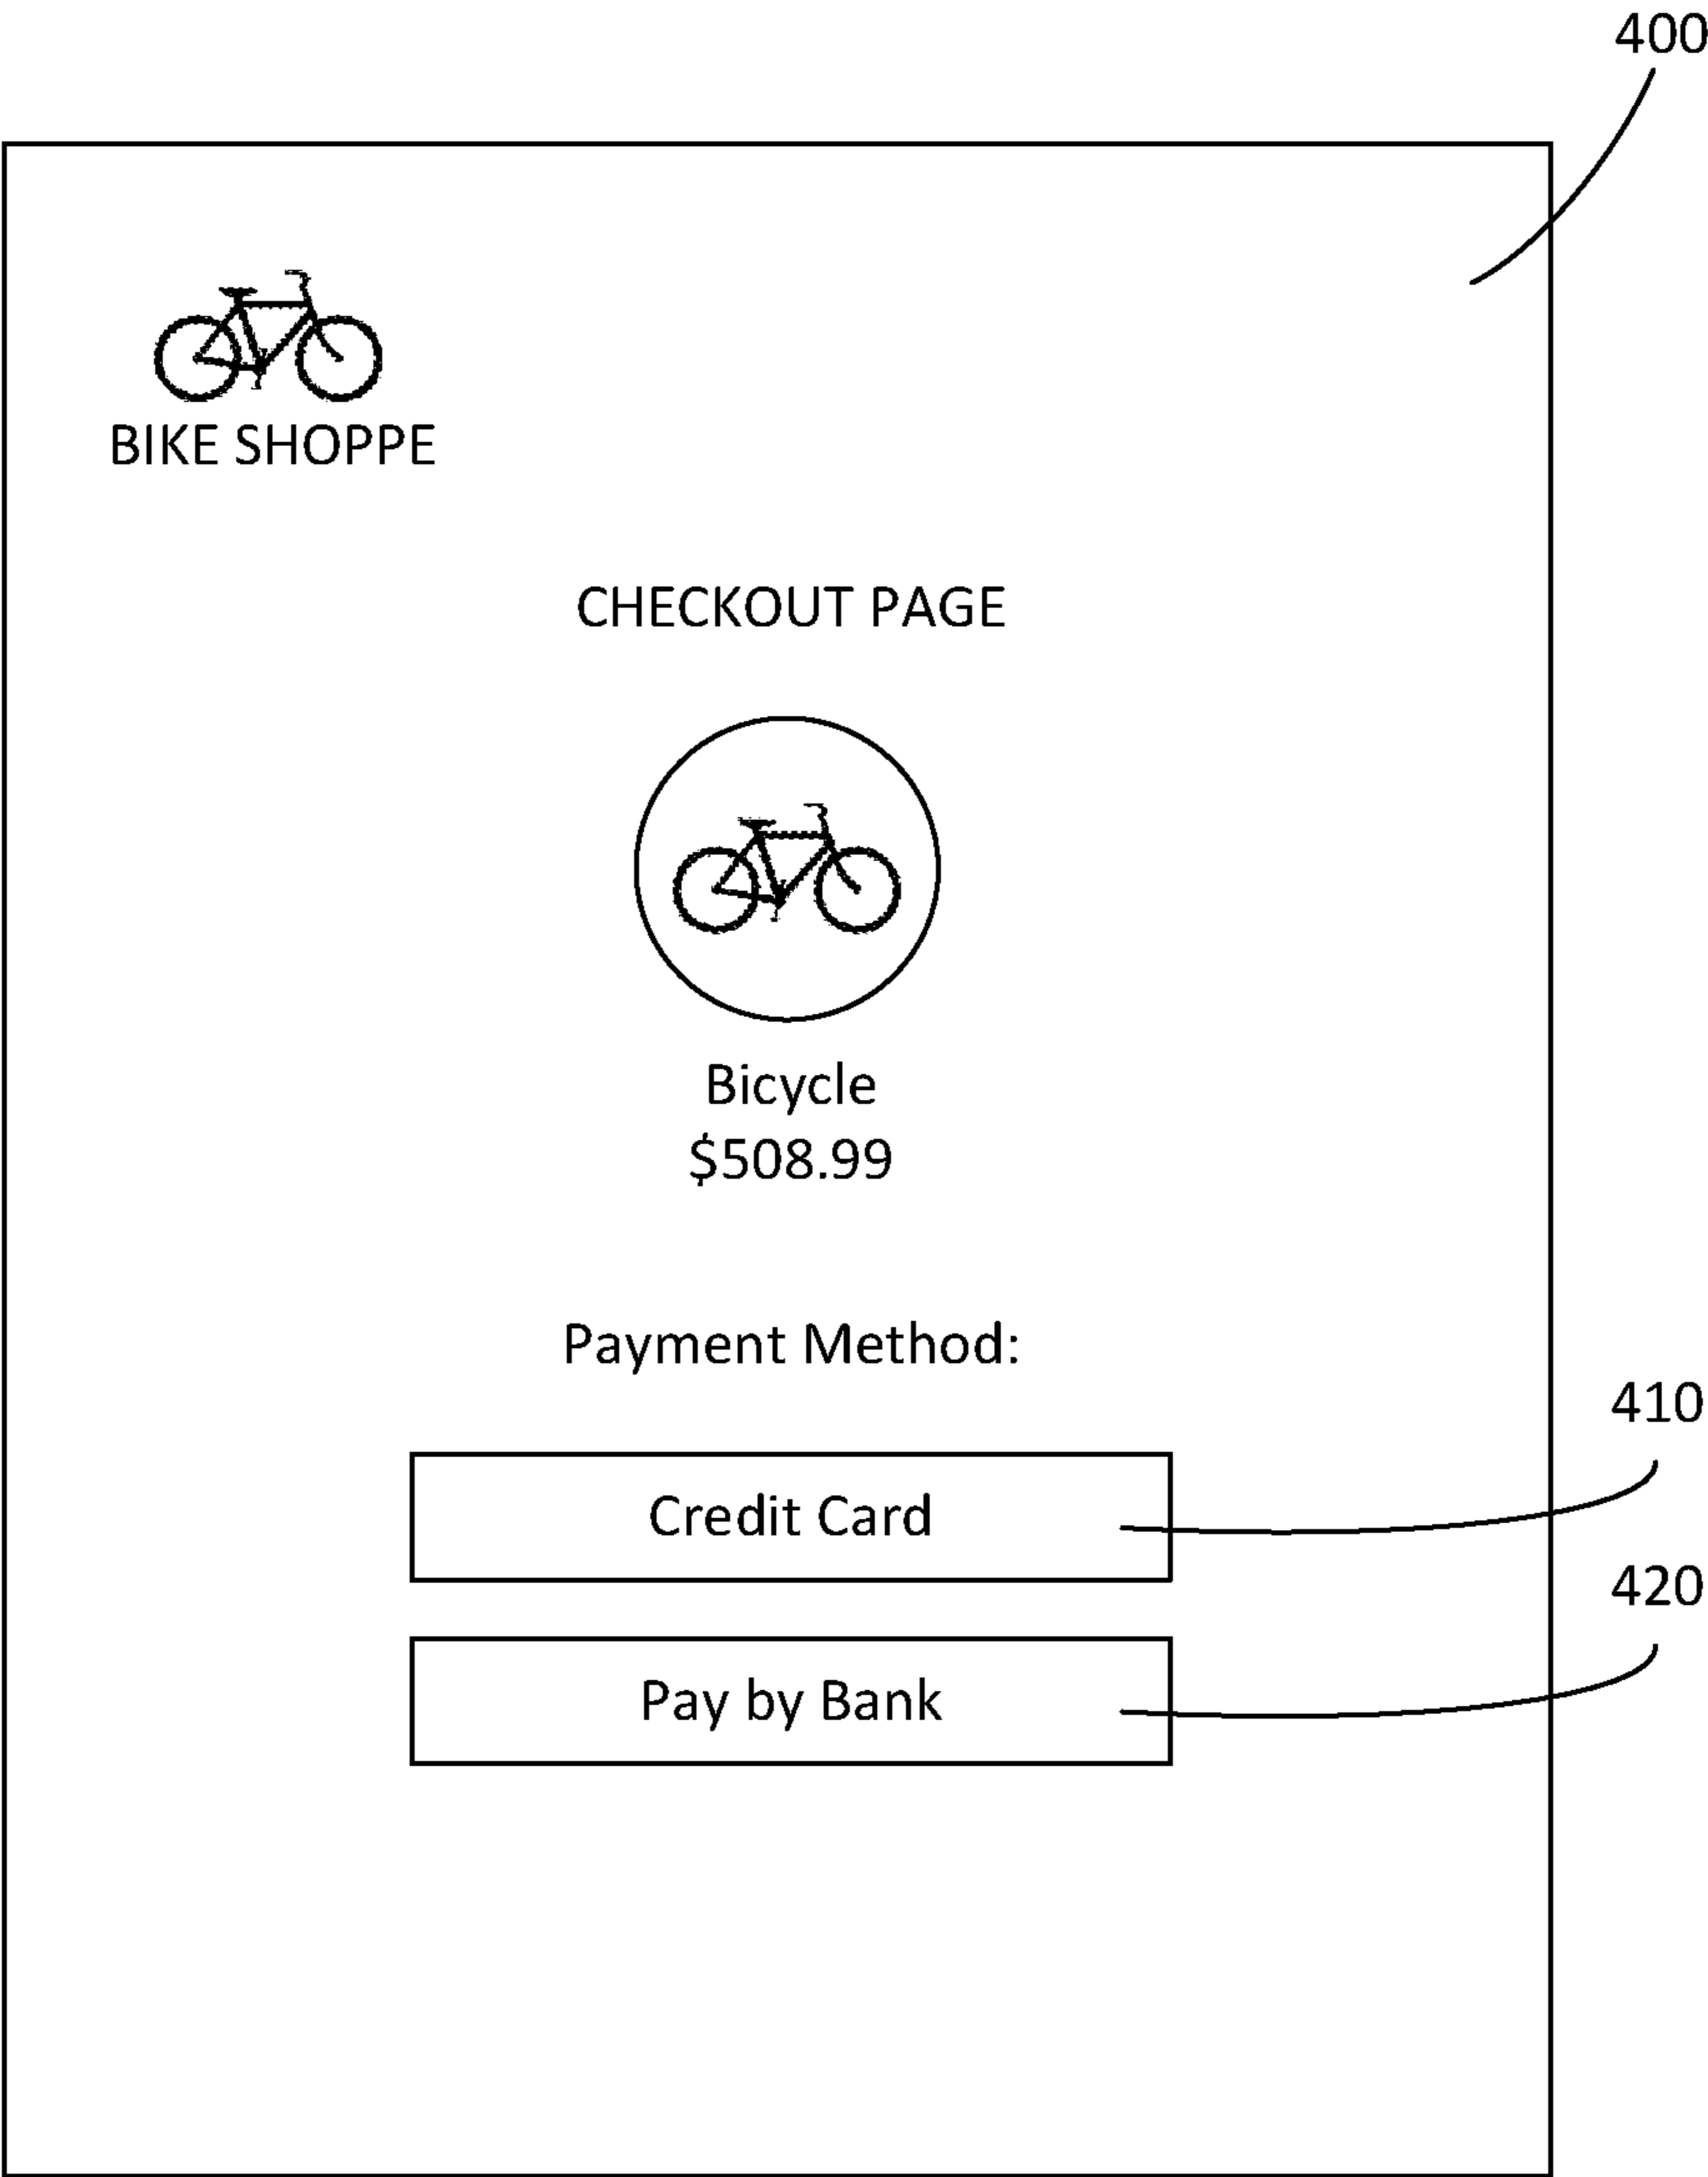 400
BIKE SHOPPE
CHECKOUT PAGE
Bicycle
$508.99
Payment Method:
410
Credit Card
420
Pay by Bank